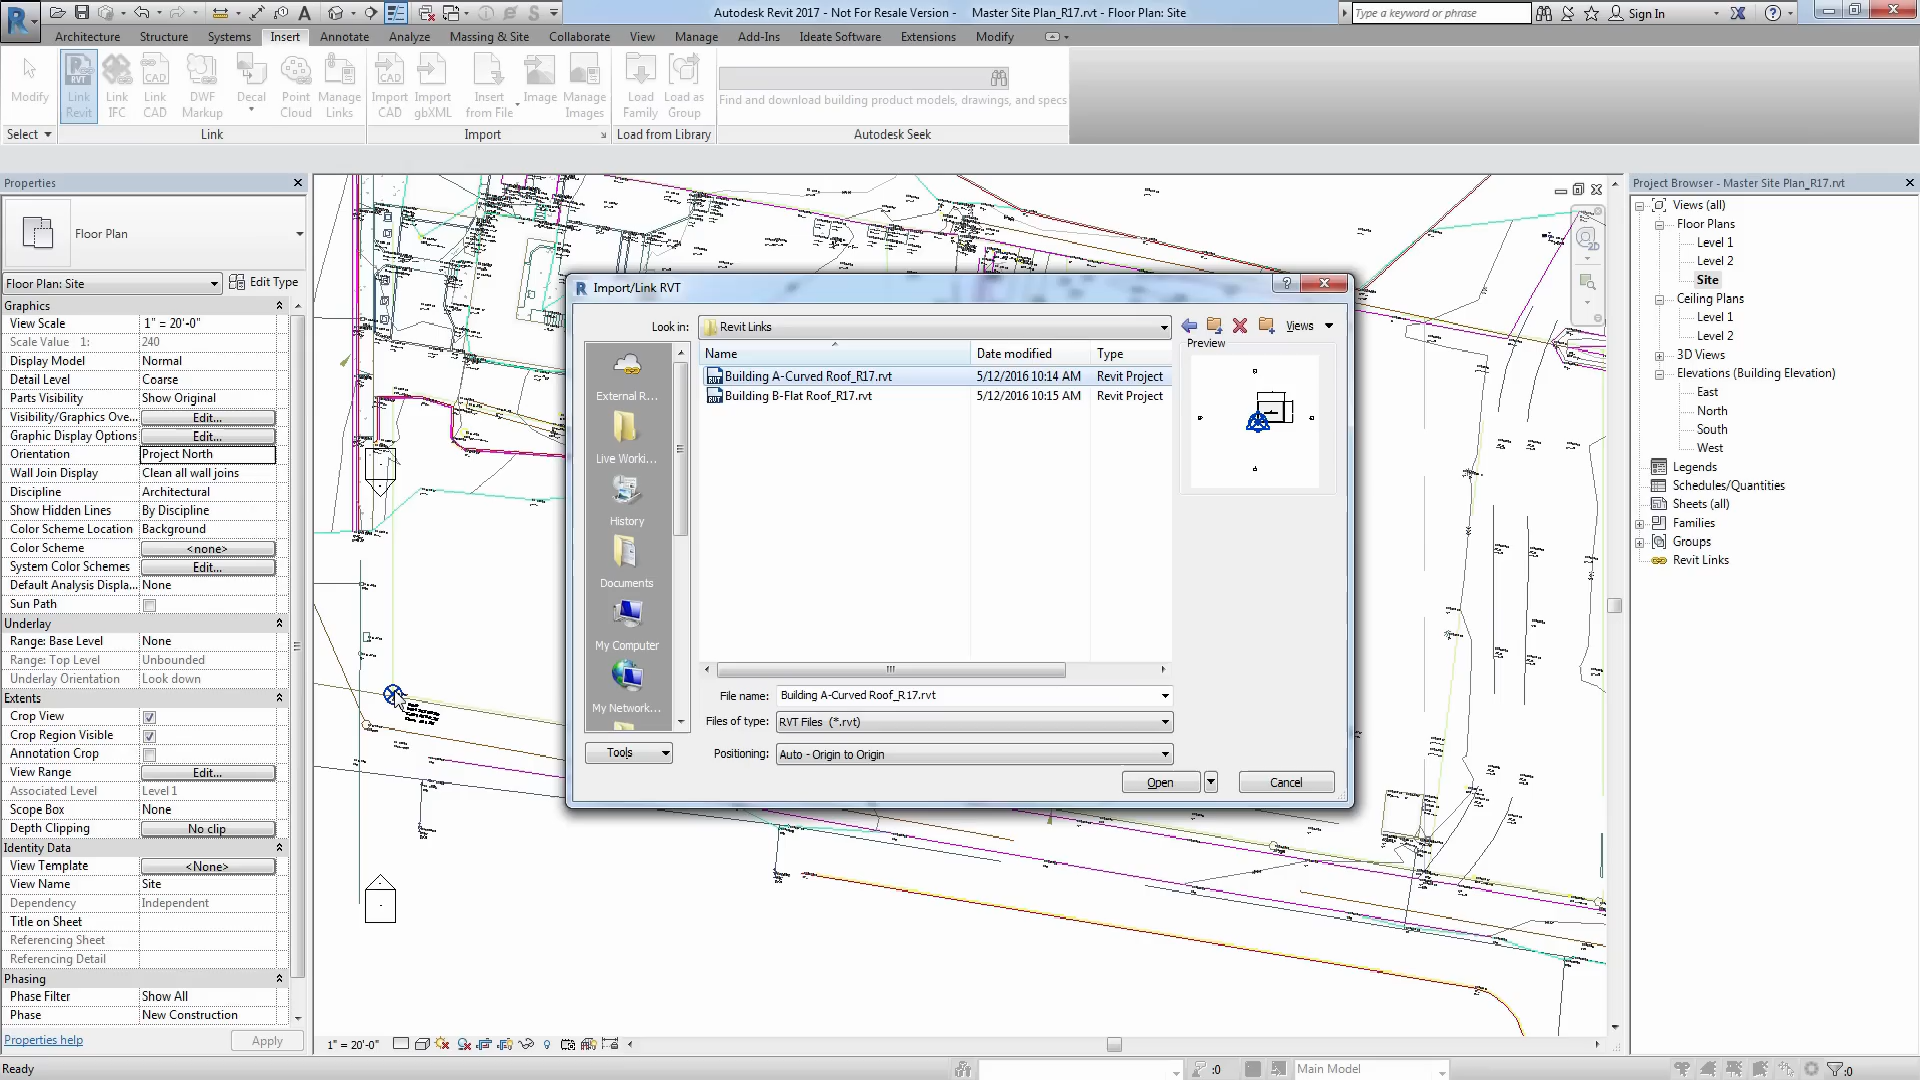 Autodesk Revit 2017 - Not For Resale Version - Master Site Plan_R17.rvt - Floor Plan: Site
Type a keyword or phrase
Sign In
Architecture Structure Systems Insert Annotate Analyze Massing & Site Collaborate View Manage Add-Ins Ideate Software Extensions Modify
Modify
Link Revit
Link IFC
Link CAD
DWF Markup
Decal
Point Cloud
Manage Links
Import CAD
Import gbXML
Insert from File
Image
Manage Images
Load Family
Load as Group
Find and download building product models, drawings, and specs
Select
Link
Import
Load from Library
Autodesk Seek
Properties
Floor Plan
Floor Plan: Site
Edit Type
Graphics
View Scale 1" = 20'-0"
Scale Value 1: 240
Display Model Normal
Detail Level Coarse
Parts Visibility Show Original
Visibility/Graphics Ove... Edit...
Graphic Display Options Edit...
Orientation Project North
Wall Join Display Clean all wall joins
Discipline Architectural
Show Hidden Lines By Discipline
Color Scheme Location Background
Color Scheme <none>
System Color Schemes Edit...
Default Analysis Displa... None
Sun Path
Underlay
Range: Base Level None
Range: Top Level Unbounded
Underlay Orientation Look down
Extents
Crop View
Crop Region Visible
Annotation Crop
View Range Edit...
Associated Level Level 1
Scope Box None
Depth Clipping No clip
Identity Data
View Template <None>
View Name Site
Dependency Independent
Title on Sheet
Referencing Sheet
Referencing Detail
Phasing
Phase Filter Show All
Phase New Construction
Properties help
Apply
Import/Link RVT
Look in: Revit Links
Views
Name Date modified Type
Building A-Curved Roof_R17.rvt 5/12/2016 10:14 AM Revit Project
Building B-Flat Roof_R17.rvt 5/12/2016 10:15 AM Revit Project
Preview
External R...
Live Worki...
History
Documents
My Computer
My Network...
Tools
File name: Building A-Curved Roof_R17.rvt
Files of type: RVT Files (*.rvt)
Positioning: Auto - Origin to Origin
Open
Cancel
Project Browser - Master Site Plan_R17.rvt
Views (all)
Floor Plans
Level 1
Level 2
Site
Ceiling Plans
Level 1
Level 2
3D Views
Elevations (Building Elevation)
East
North
South
West
Legends
Schedules/Quantities
Sheets (all)
Families
Groups
Revit Links
1" = 20'-0"
Ready
:0
Main Model
:0